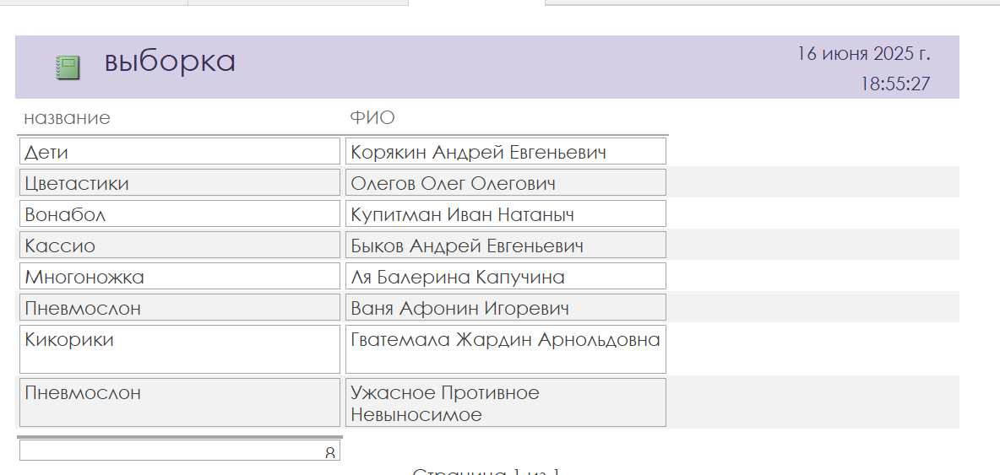 выборка
16 июня 2025 г.
18:55:27
название ФИО
Дети Корякин Андрей Евгеньевич
Цветастики Олегов Олег Олегович
Вонабол Купитман Иван Натаныч
Кассио Быков Андрей Евгеньевич
Многоножка Ля Балерина Капучина
Пневмослон Ваня Афонин Игоревич
Кикорики Гватемала Жардин Арнольдовна
Пневмослон Ужасное Противное
Невыносимое
8
Страница 1 из 1